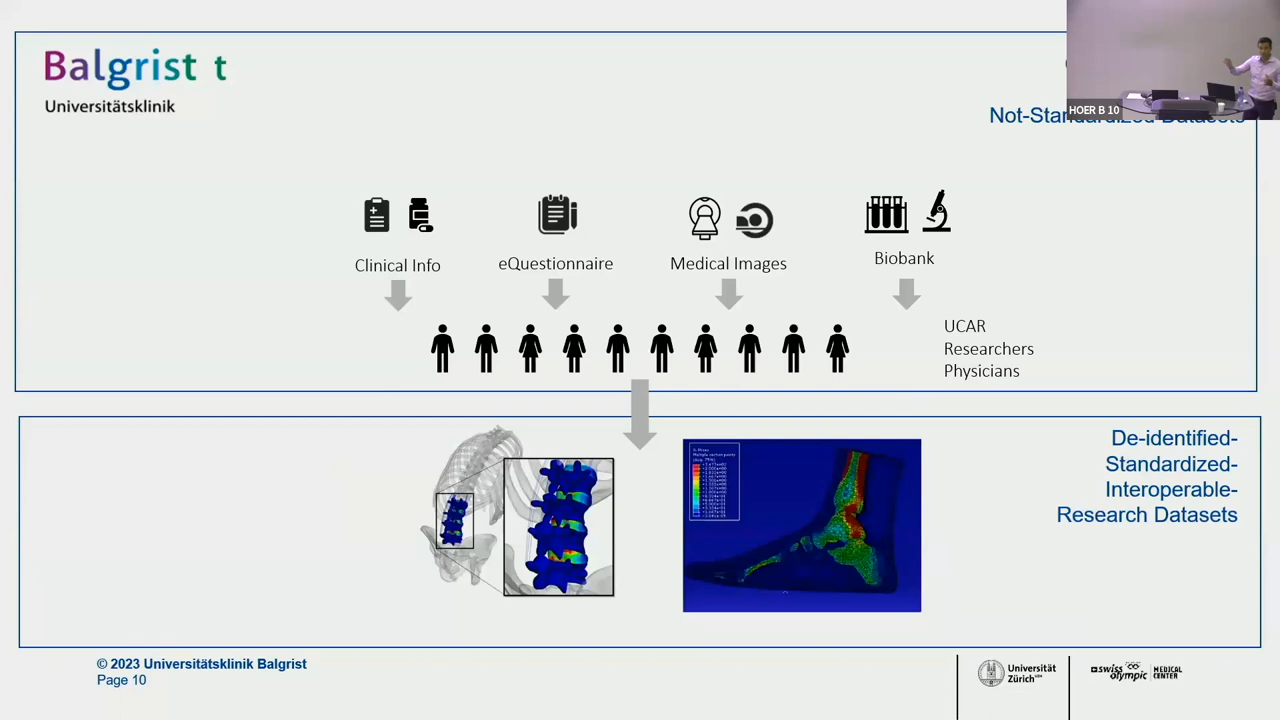 Balgrist t
Universitätsklinik
HOER B 10
Not-Standardized Datasets
Clinical Info
eQuestionnaire
Medical Images
Biobank
UCAR
Researchers
Physicians
De-identified-
Standardized-
Interoperable-
Research Datasets
© 2023 Universitätsklinik Balgrist
Page 10
Universität
Zürich
swiss
olympic
MEDICAL
CENTER